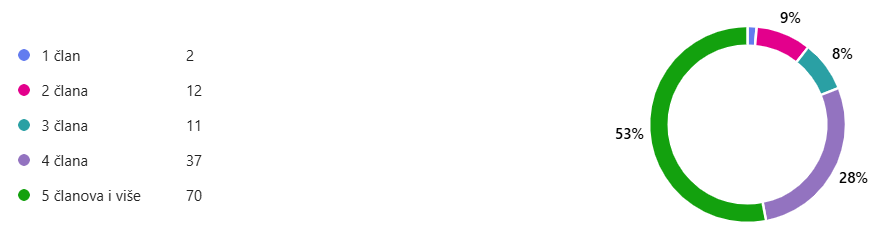 1 član 2
2 člana 12
3 člana 11
4 člana 37
5 članova i više 70
9%
8%
28%
53%